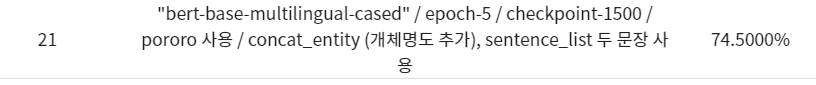 "bert-base-multilingual-cased" / epoch-5 / checkpoint-1500 /
21 pororo 사용 / concat_entity (개체명도 추가), sentence_list 두 문장 사 74.5000%
용